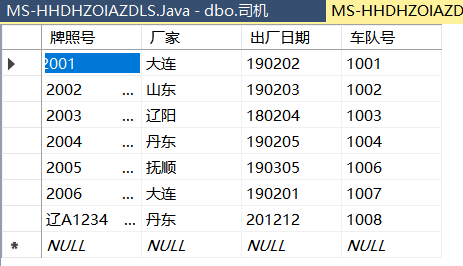 MS-HHDHZOIAZDLS.Java - dbo.司机 MS-HHDHZOIAZD
牌照号 厂家 出厂日期 车队号
2001 大连 190202 1001
2002 ... 山东 190203 1002
2003 ... 辽阳 180204 1003
2004 ... 丹东 190205 1004
2005 ... 抚顺 190305 1006
2006 ... 大连 190201 1007
辽A1234 ... 丹东 201212 1008
NULL NULL NULL NULL